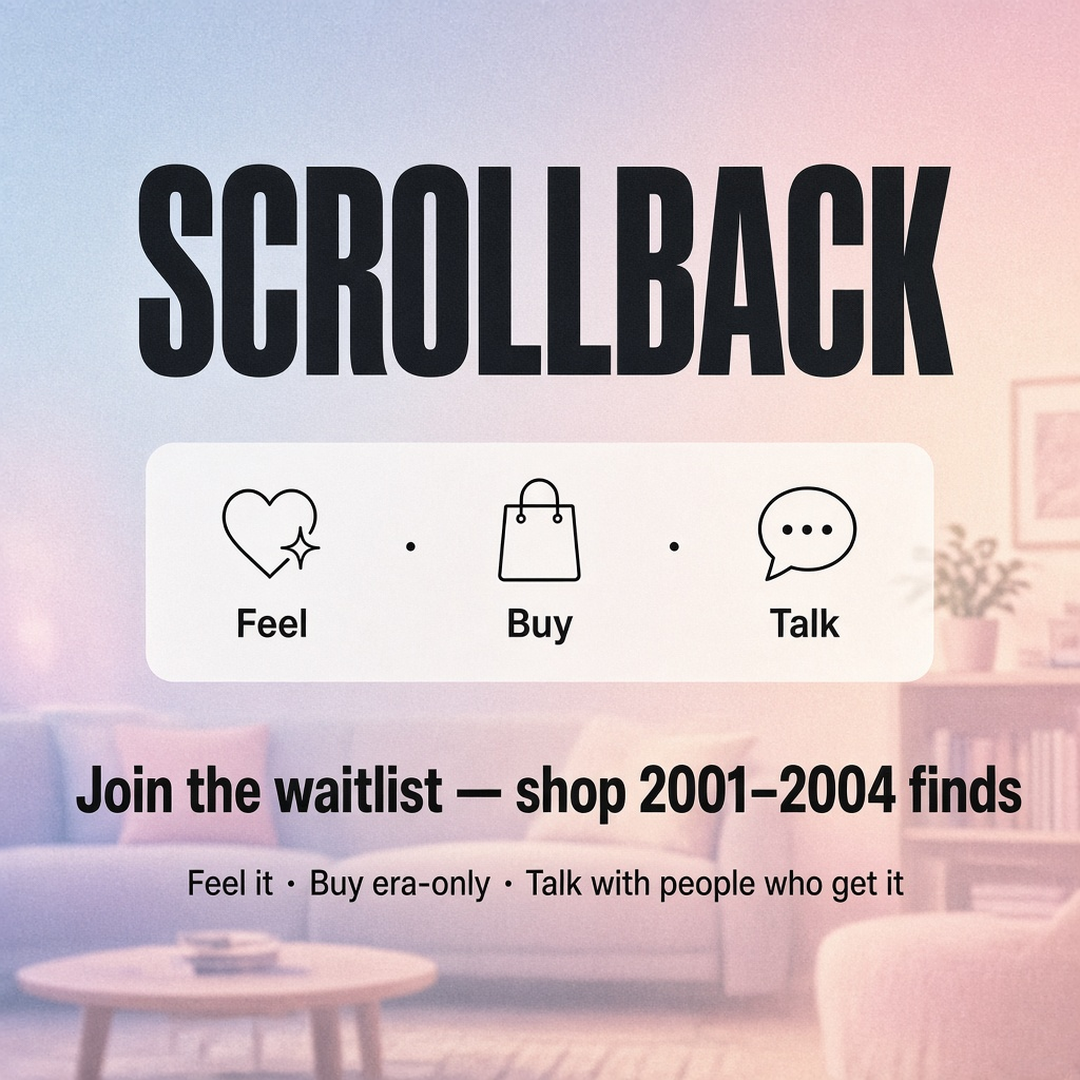 SCROLLBACK
Feel · Buy · Talk
Join the waitlist — shop 2001–2004 finds
Feel it · Buy era-only · Talk with people who get it